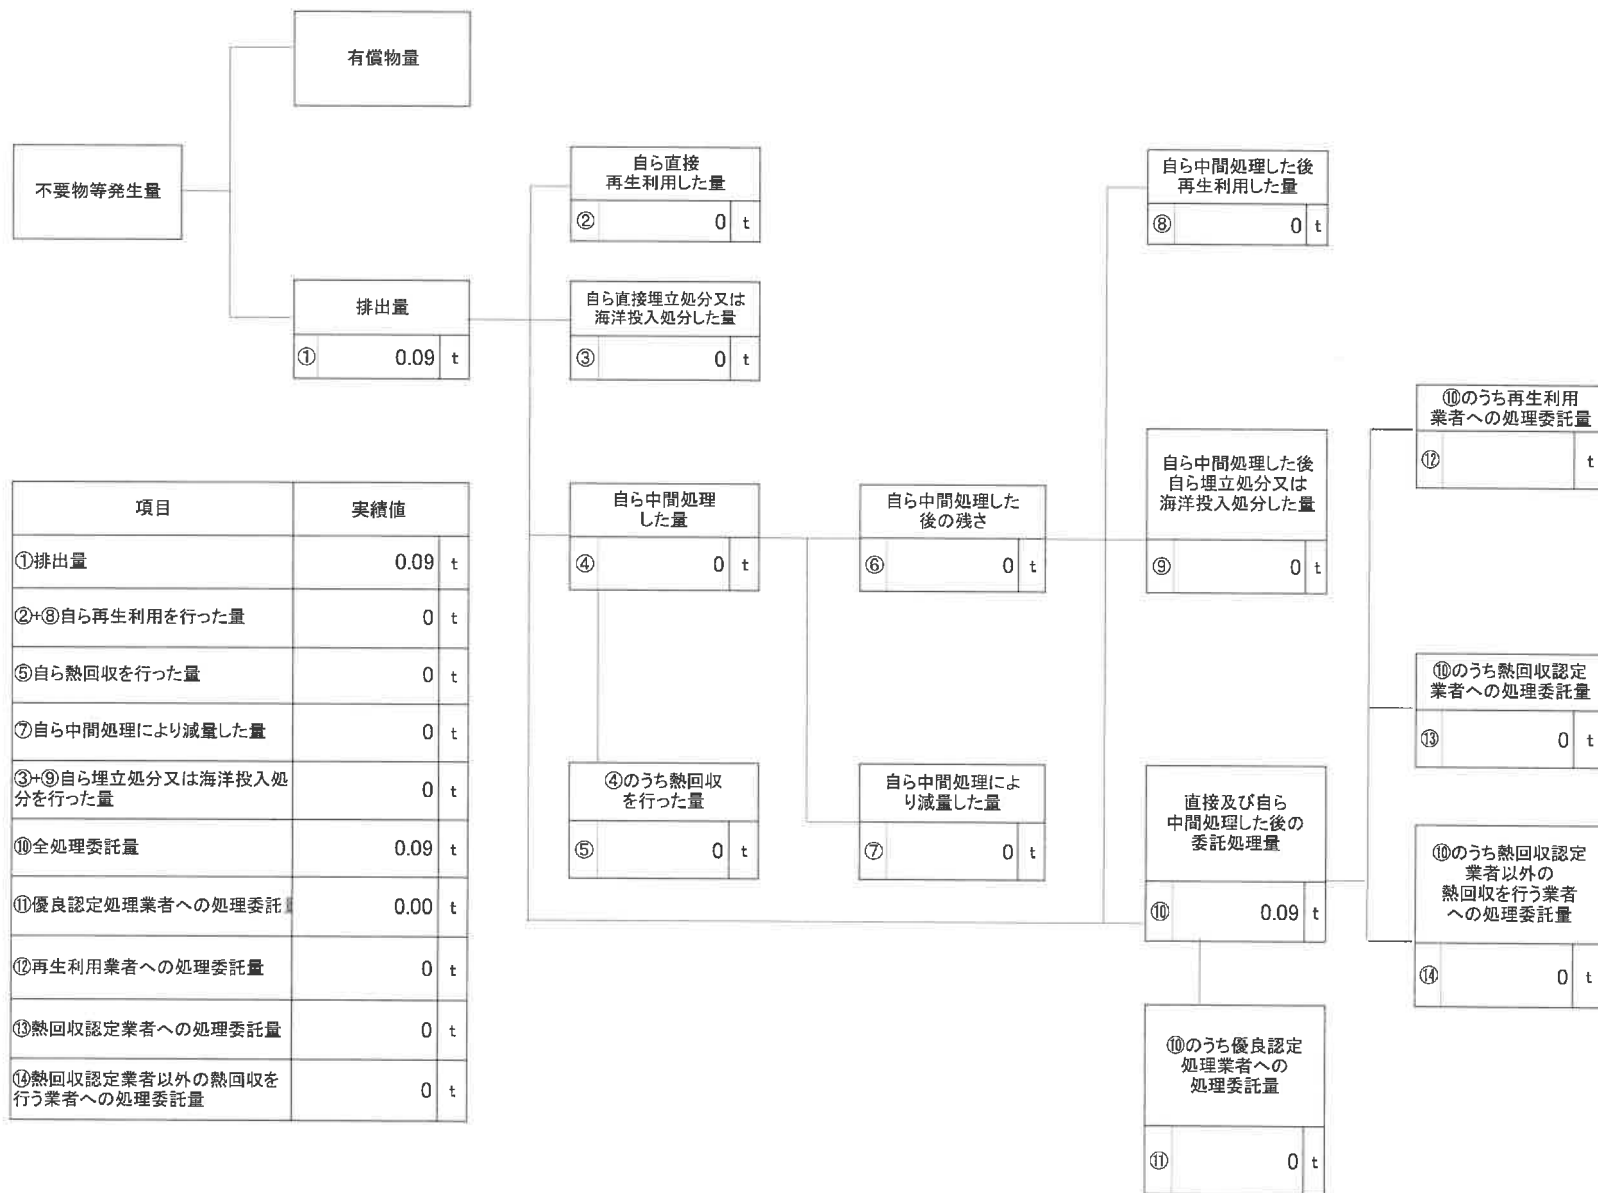 有償物量
不要物等発生量
排出量
① 0.09 t
自ら直接
再生利用した量
② 0 t
自ら直接埋立処分又は
海洋投入処分した量
③ 0 t
自ら中間処理
した量
④ 0 t
④のうち熱回収
を行った量
⑤ 0 t
自ら中間処理した
後の残さ
⑥ 0 t
自ら中間処理によ
り減量した量
⑦ 0 t
自ら中間処理した後
再生利用した量
⑧ 0 t
自ら中間処理した後
自ら埋立処分又は
海洋投入処分した量
⑨ 0 t
直接及び自ら
中間処理した後の
委託処理量
⑩ 0.09 t
⑩のうち優良認定
処理業者への
処理委託量
⑪ 0 t
⑩のうち再生利用
業者への処理委託量
⑫ t
⑩のうち熱回収認定
業者への処理委託量
⑬ 0 t
⑩のうち熱回収認定
業者以外の
熱回収を行う業者
への処理委託量
⑭ 0 t
項目 実績値
①排出量 0.09 t
②+⑧自ら再生利用を行った量 0 t
⑤自ら熱回収を行った量 0 t
⑦自ら中間処理により減量した量 0 t
③+⑨自ら埋立処分又は海洋投入処
分を行った量 0 t
⑩全処理委託量 0.09 t
⑪優良認定処理業者への処理委託 0.00 t
⑫再生利用業者への処理委託量 0 t
⑬熱回収認定業者への処理委託量 0 t
⑭熱回収認定業者以外の熱回収を
行う業者への処理委託量 0 t